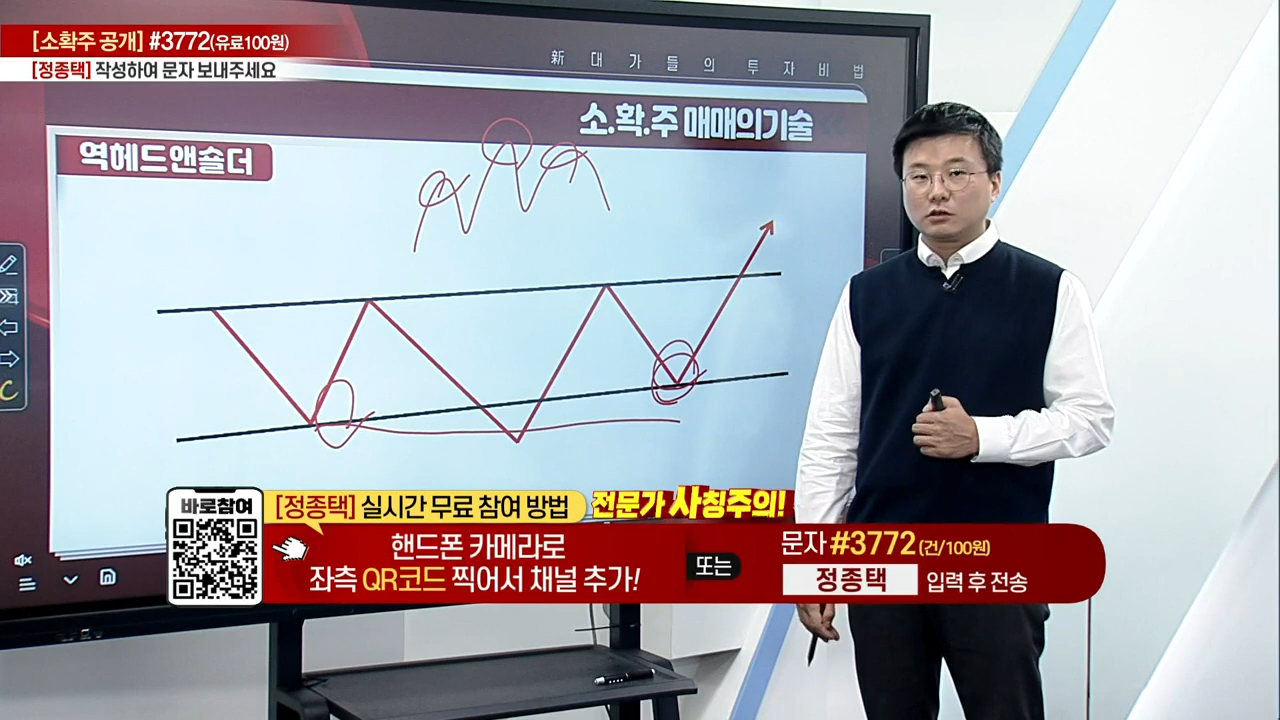 [소확주 공개] #3772(유료100원)
[정종택] 작성하여 문자 보내주세요
新 대가들의 투자비법
소.확.주 매매의기술
역헤드앤숄더
바로참여
[정종택] 실시간 무료 참여 방법
전문가 사칭주의!
핸드폰 카메라로
좌측 QR코드 찍어서 채널 추가!
또는
문자 #3772 (건/100원)
정종택 입력 후 전송